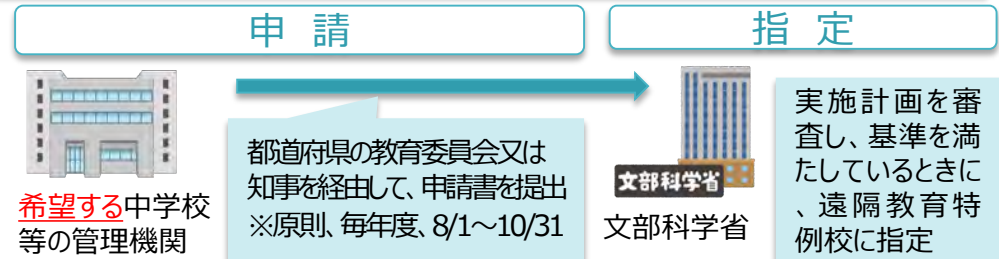 申請
指定
都道府県の教育委員会又は
知事を経由して、申請書を提出
※原則、毎年度、8/1～10/31
希望する中学校
等の管理機関
文部科学省
文部科学省
実施計画を審
査し、基準を満
たしているときに
、遠隔教育特
例校に指定